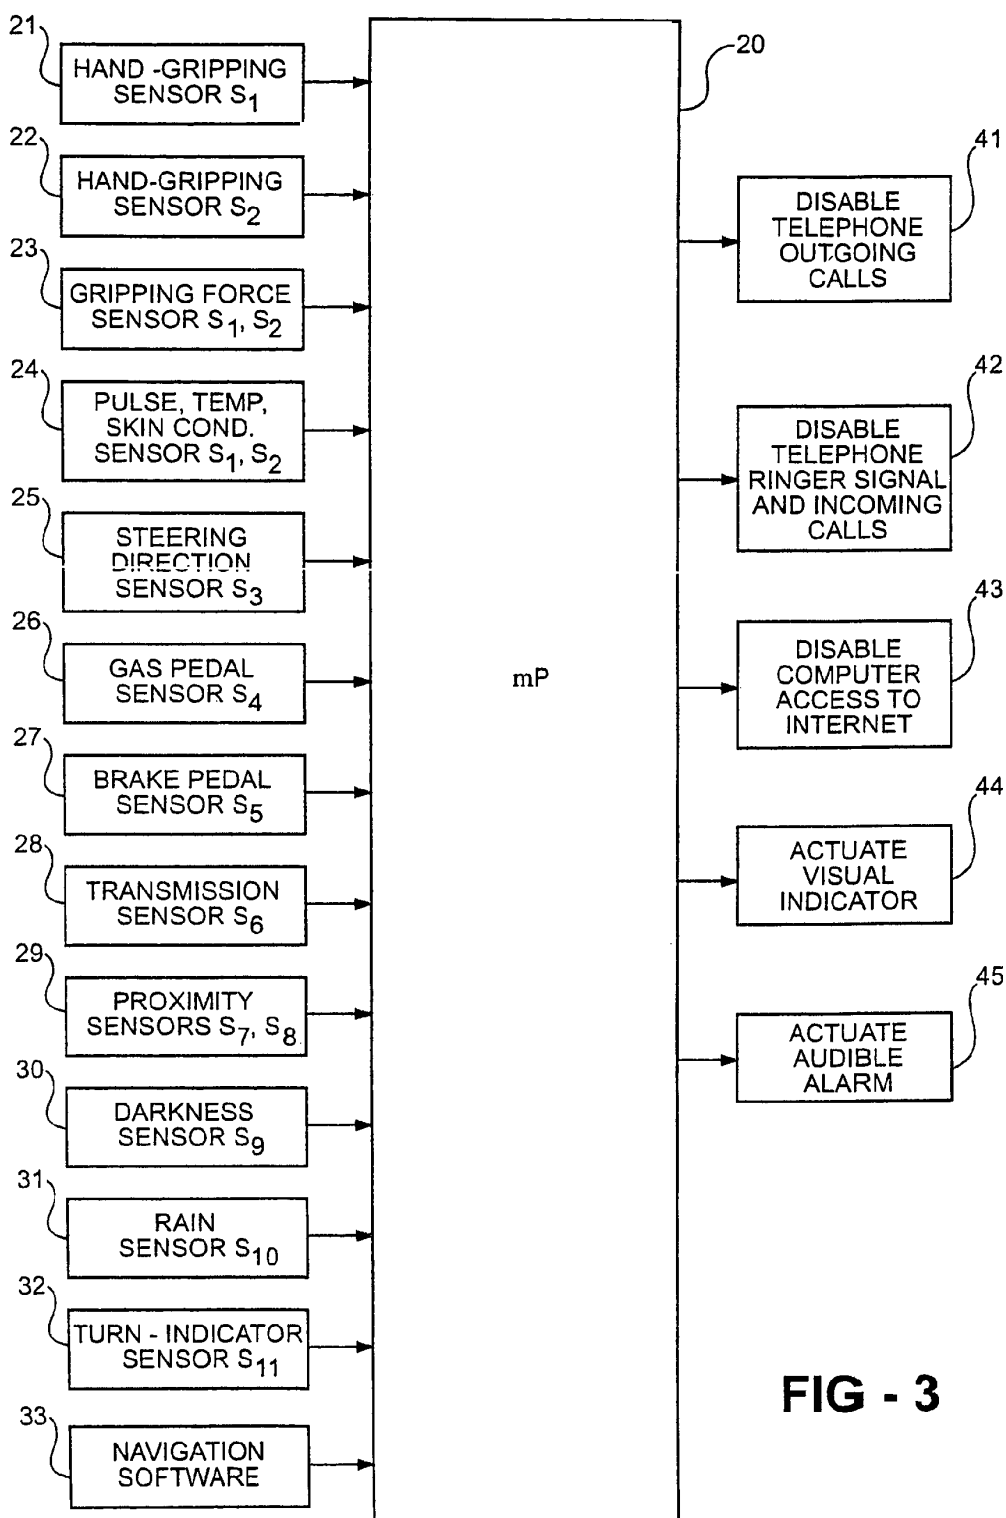 21
HAND -GRIPPING
SENSOR S1
22
HAND-GRIPPING
SENSOR S2
23
GRIPPING FORCE
SENSOR S1, S2
24
PULSE, TEMP,
SKIN COND.
SENSOR S1, S2
25
STEERING
DIRECTION
SENSOR S3
26
GAS PEDAL
SENSOR S4
27
BRAKE PEDAL
SENSOR S5
28
TRANSMISSION
SENSOR S6
29
PROXIMITY
SENSORS S7, S8
30
DARKNESS
SENSOR S9
31
RAIN
SENSOR S10
32
TURN - INDICATOR
SENSOR S11
33
NAVIGATION
SOFTWARE
20
mP
41
DISABLE
TELEPHONE
OUTGOING
CALLS
42
DISABLE
TELEPHONE
RINGER SIGNAL
AND INCOMING
CALLS
43
DISABLE
COMPUTER
ACCESS TO
INTERNET
44
ACTUATE
VISUAL
INDICATOR
45
ACTUATE
AUDIBLE
ALARM
FIG - 3